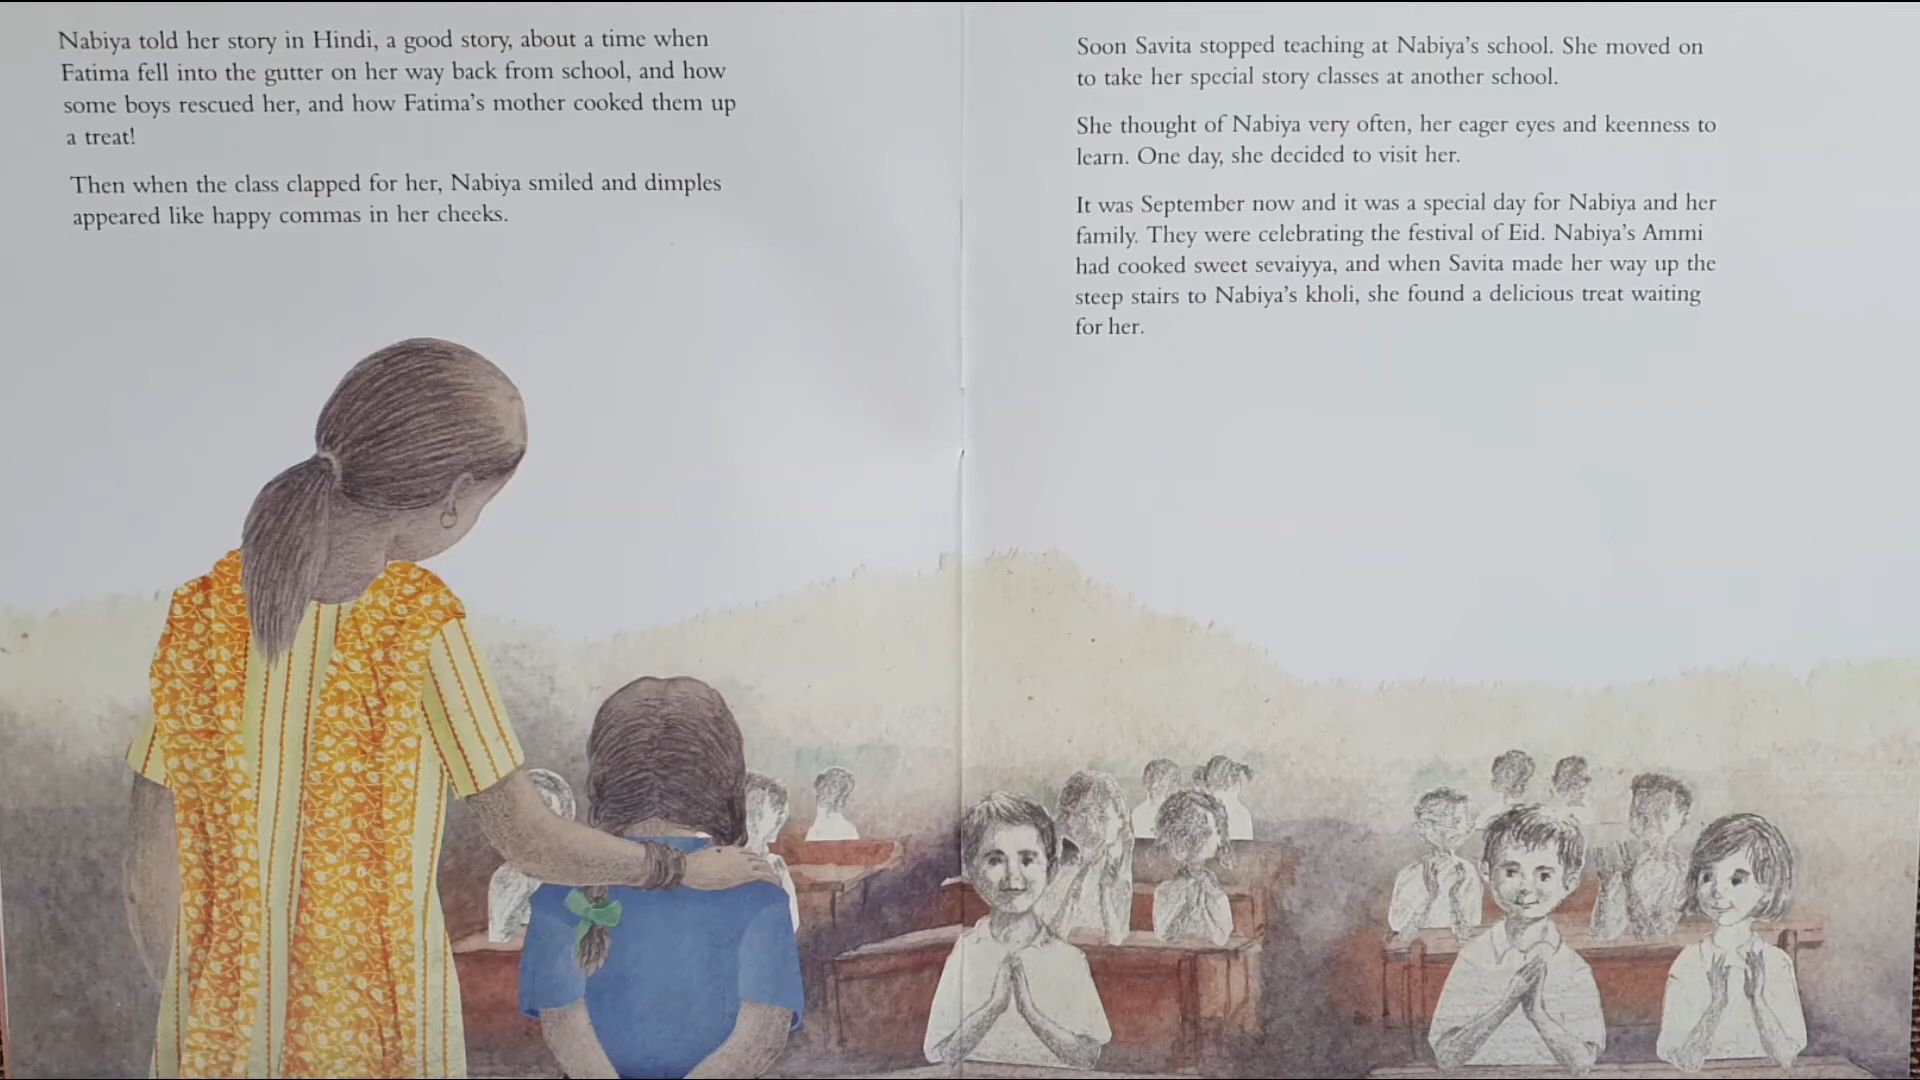 Nabiya told her story in Hindi, a good story, about a time when
Fatima fell into the gutter on her way back from school, and how
some boys rescued her, and how Fatima's mother cooked them up
a treat!
Then when the class clapped for her, Nabiya smiled and dimples
appeared like happy commas in her cheeks.
Soon Savita stopped teaching at Nabiya's school. She moved on
to take her special story classes at another school.
She thought of Nabiya very often, her eager eyes and keenness to
learn. One day, she decided to visit her.
It was September now and it was a special day for Nabiya and her
family. They were celebrating the festival of Eid. Nabiya's Ammi
had cooked sweet sevaiyya, and when Savita made her way up the
steep stairs to Nabiya's kholi, she found a delicious treat waiting
for her.